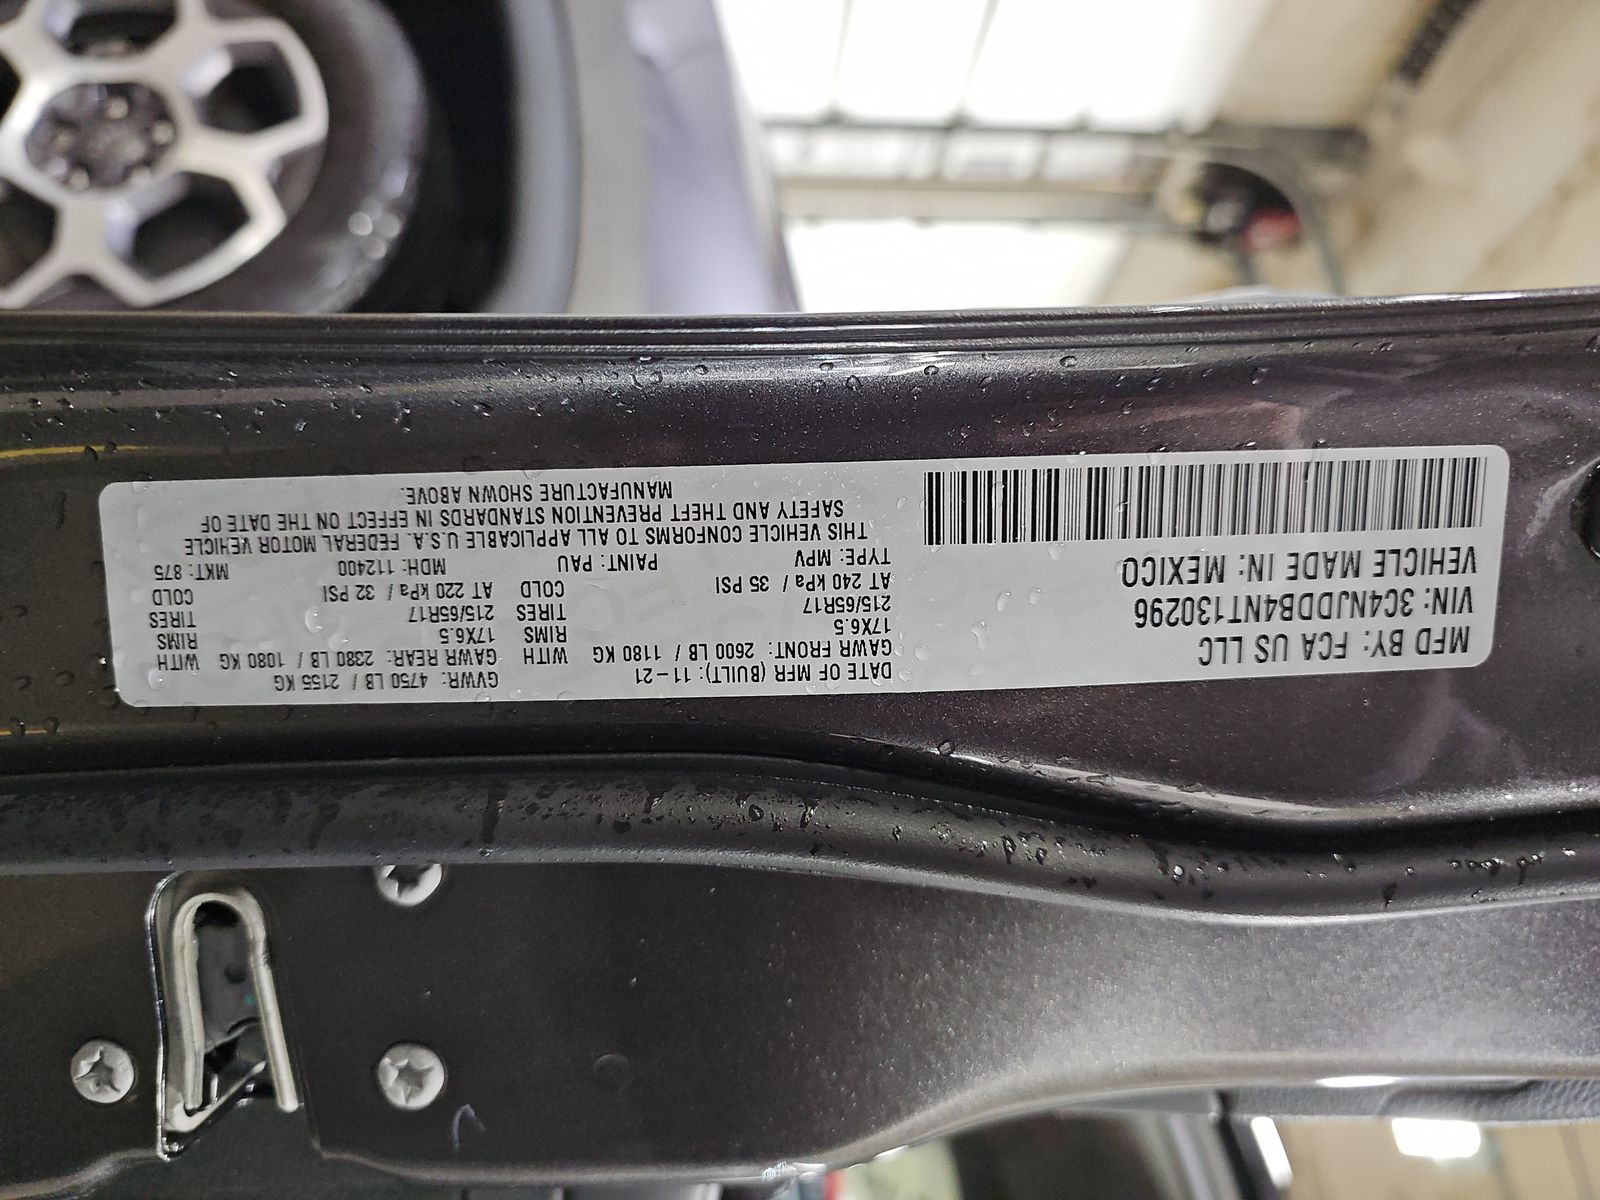 MFD BY: FCA US LLC
VIN: 3C4NJDDB4NT130296
VEHICLE MADE IN: MEXICO
DATE OF MFR (BUILT): 11-21
GVWR: 4750 LB / 2155 KG
GAWR FRONT: 2600 LB / 1180 KG WITH
GAWR REAR: 2380 LB / 1080 KG WITH
17X6.5 RIMS
17X6.5 RIMS
215/65R17 TIRES
215/65R17 TIRES
AT 240 kPa / 35 PSI COLD
AT 220 kPa / 32 PSI COLD
TYPE: MPV PAINT: PAU MDH: 112400 MKT: 875
THIS VEHICLE CONFORMS TO ALL APPLICABLE U.S.A. FEDERAL MOTOR VEHICLE
SAFETY AND THEFT PREVENTION STANDARDS IN EFFECT ON THE DATE OF
MANUFACTURE SHOWN ABOVE.